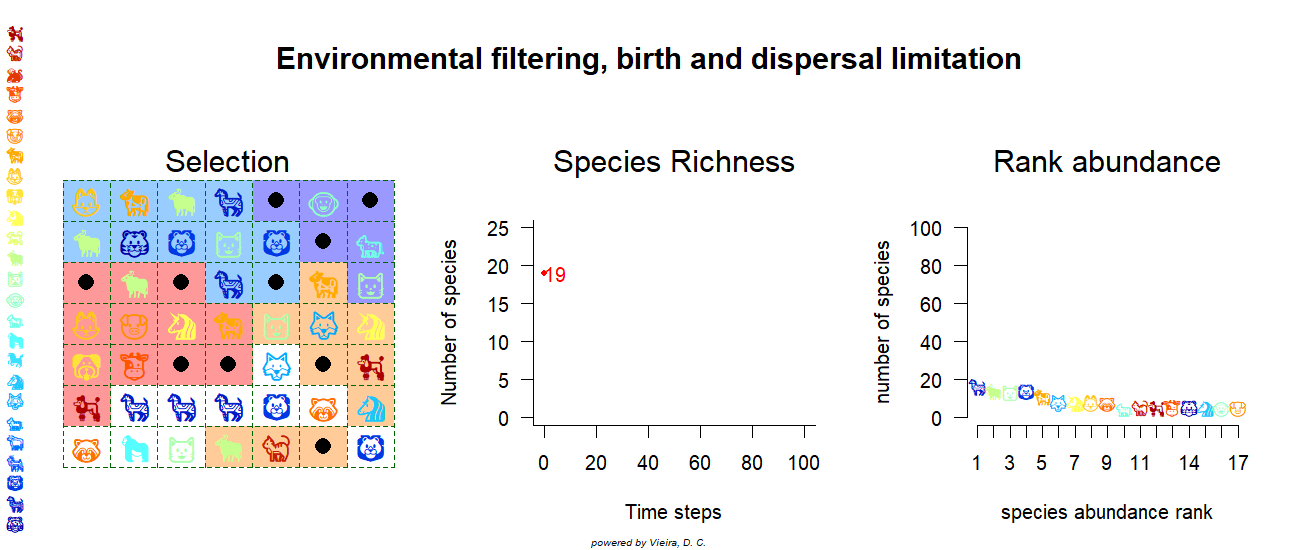 Environmental filtering, birth and dispersal limitation
Selection
Species Richness
Number of species
25
20
15
10
5
0
19
0 20 40 60 80 100
Time steps
Rank abundance
number of species
100
80
60
40
20
0
1 3 5 7 9 11 14 17
species abundance rank
powered by Vieira, D. C.